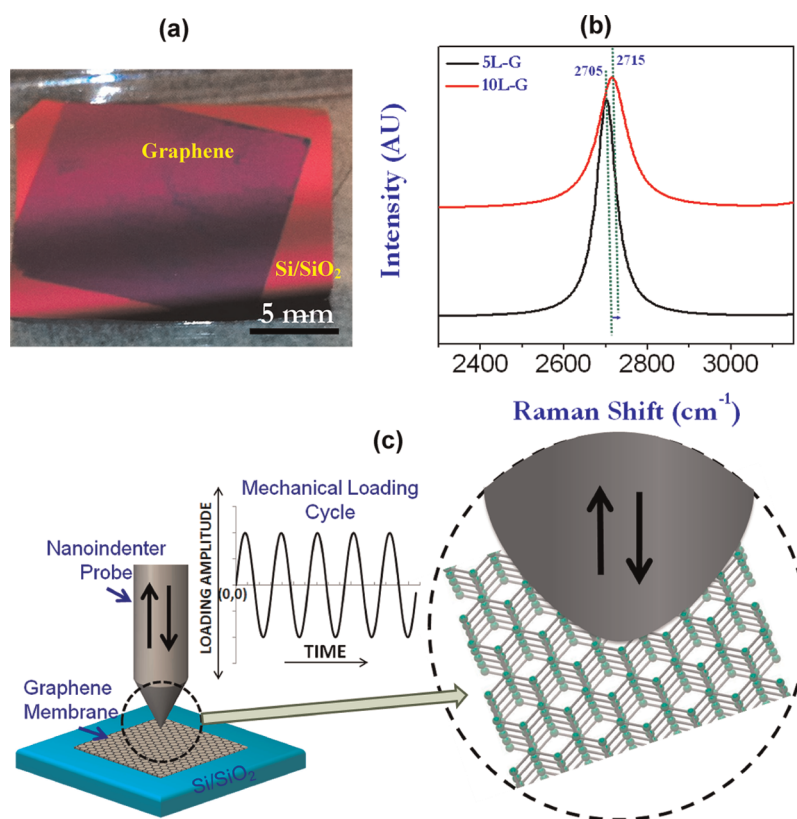 (a)
Graphene
Si/SiO₂
5 mm
(b)
5L-G
10L-G
2705
2715
Intensity (AU)
2400 2600 2800 3000
Raman Shift (cm⁻¹)
(c)
Mechanical Loading
Cycle
LOADING AMPLITUDE
(0,0)
TIME
Nanoindenter
Probe
Graphene
Membrane
Si/SiO₂